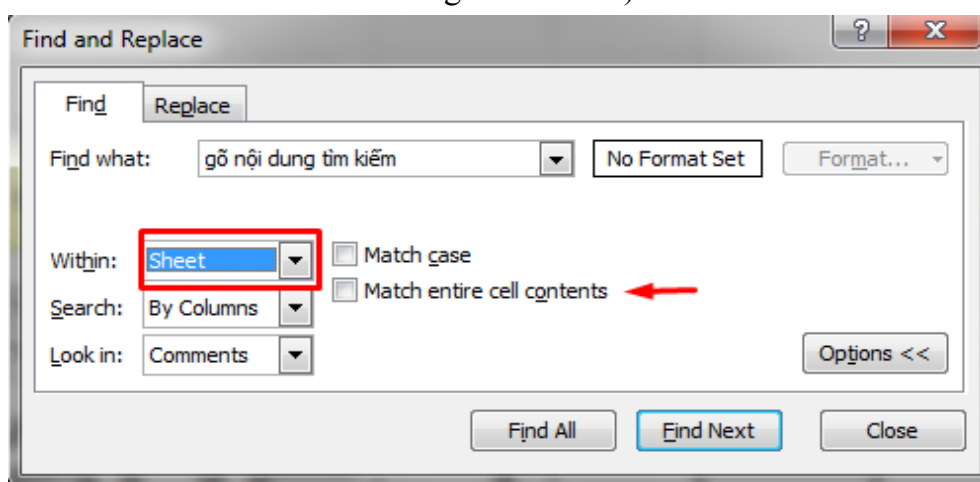 Find and Replace
Find Replace
Find what: gõ nội dung tìm kiếm No Format Set Format...
Within: Sheet Match case
Match entire cell contents
Search: By Columns
Look in: Comments Options <<
Find All Find Next Close